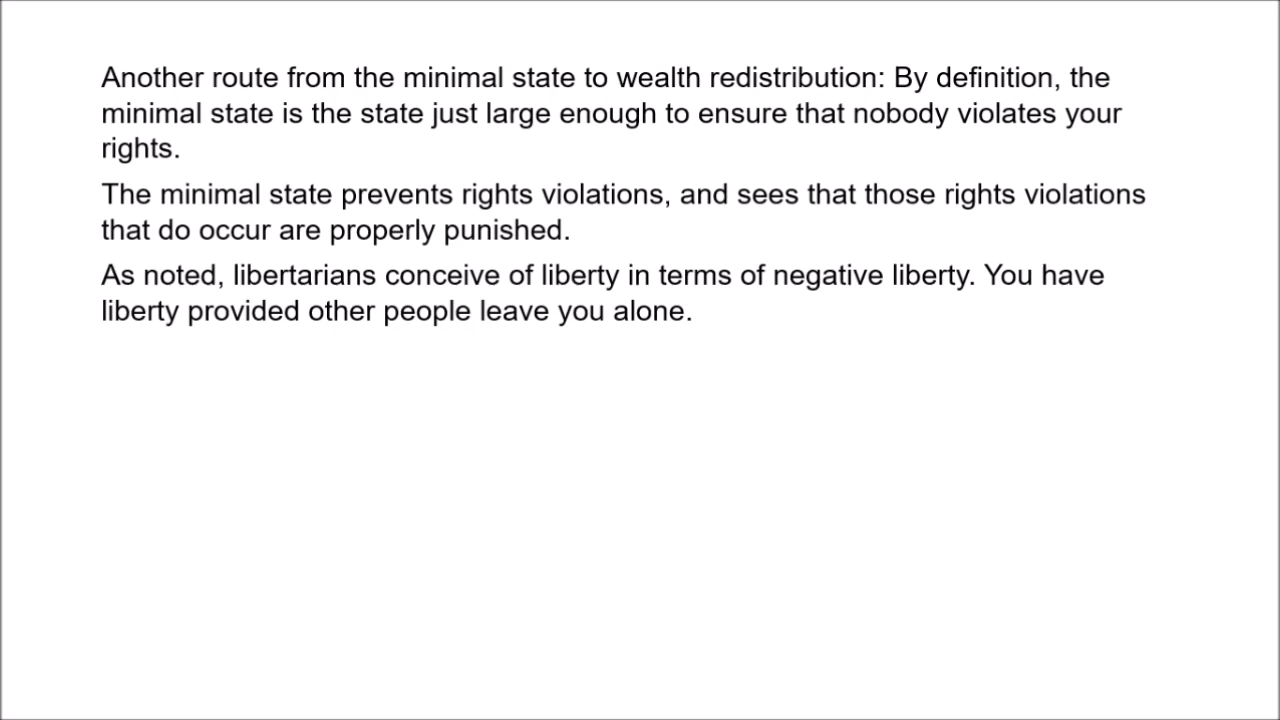 Another route from the minimal state to wealth redistribution: By definition, the
minimal state is the state just large enough to ensure that nobody violates your
rights.
The minimal state prevents rights violations, and sees that those rights violations
that do occur are properly punished.
As noted, libertarians conceive of liberty in terms of negative liberty. You have
liberty provided other people leave you alone.